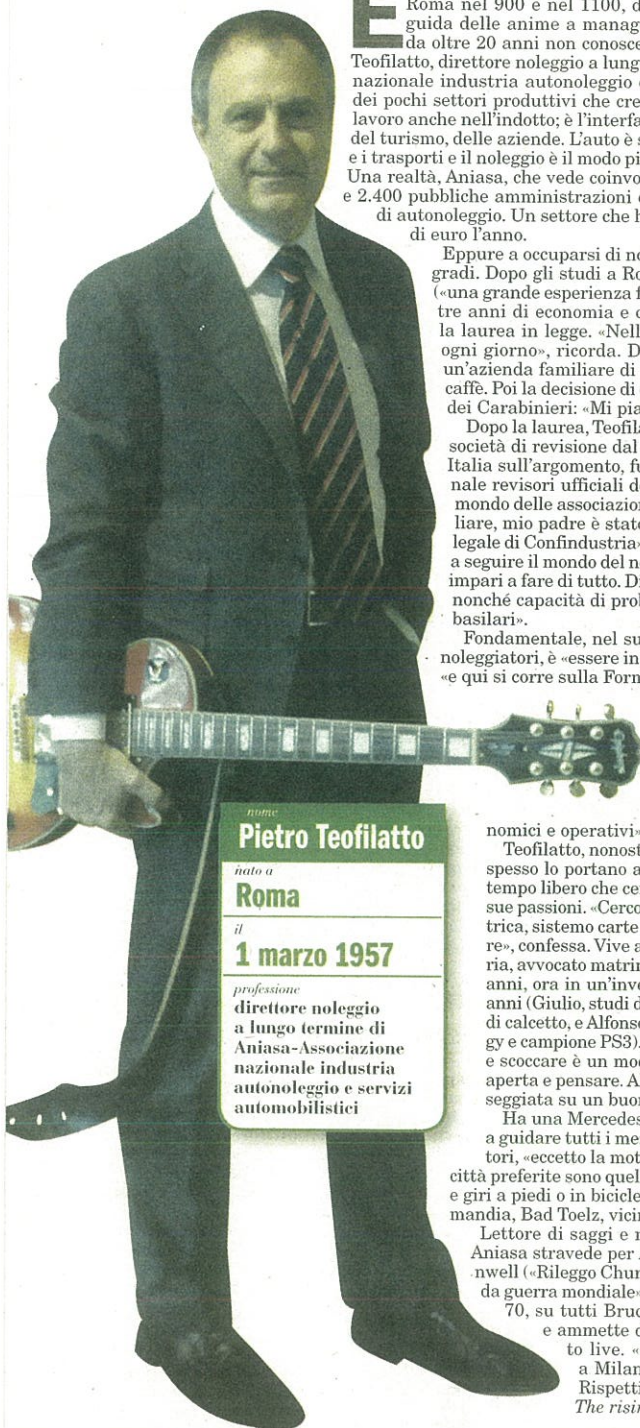 E
Roma nel 900 e nel 1100, d
guida delle anime a manag
da oltre 20 anni non conosce
Teofilatto, direttore noleggio a lung
nazionale industria autonoleggio
dei pochi settori produttivi che cre
lavoro anche nell'indotto; è l'interfa
del turismo, delle aziende. L'auto è s
e i trasporti e il noleggio è il modo pi
Una realtà, Aniasa, che vede coinvo
e 2.400 pubbliche amministrazioni
di autonoleggio. Un settore che h
di euro l'anno.
Eppure a occuparsi di no
gradi. Dopo gli studi a Ro
(«una grande esperienza f
tre anni di economia e
la laurea in legge. «Nell
ogni giorno», ricorda. D
un'azienda familiare di
caffè. Poi la decisione di
dei Carabinieri: «Mi pia
Dopo la laurea, Teofila
società di revisione dal
Italia sull'argomento, fu
nale revisori ufficiali de
mondo delle associazion
liare, mio padre è stato
legale di Confindustria»
a seguire il mondo del n
impari a fare di tutto. Di
nonché capacità di prob
basilari».
Fondamentale, nel su
noleggiatori, è «essere in
«e qui si corre sulla Form
nomici e operativi»
Teofilatto, nonost
spesso lo portano a
tempo libero che ce
sue passioni. «Cerco
trica, sistemo carte
re», confessa. Vive a
ria, avvocato matrim
anni, ora in un'inve
anni (Giulio, studi d
di calcetto, e Alfonso
gy e campione PS3).
e scoccare è un mod
aperta e pensare. A
seggiata su un buon
Ha una Mercedes
a guidare tutti i me
tori, «eccetto la mot
città preferite sono quel
e giri a piedi o in bicicle
mandia, Bad Toelz, vicin
Lettore di saggi e r
Aniasa stravede per
nwell («Rileggo Chur
da guerra mondiale»
70, su tutti Bruc
e ammette
to live. «
a Milan
Rispetti
The risin
nome
Pietro Teofilatto
nato a
Roma
il
1 marzo 1957
professione
direttore noleggio
a lungo termine di
Aniasa-Associazione
nazionale industria
autonoleggio e servizi
automobilistici